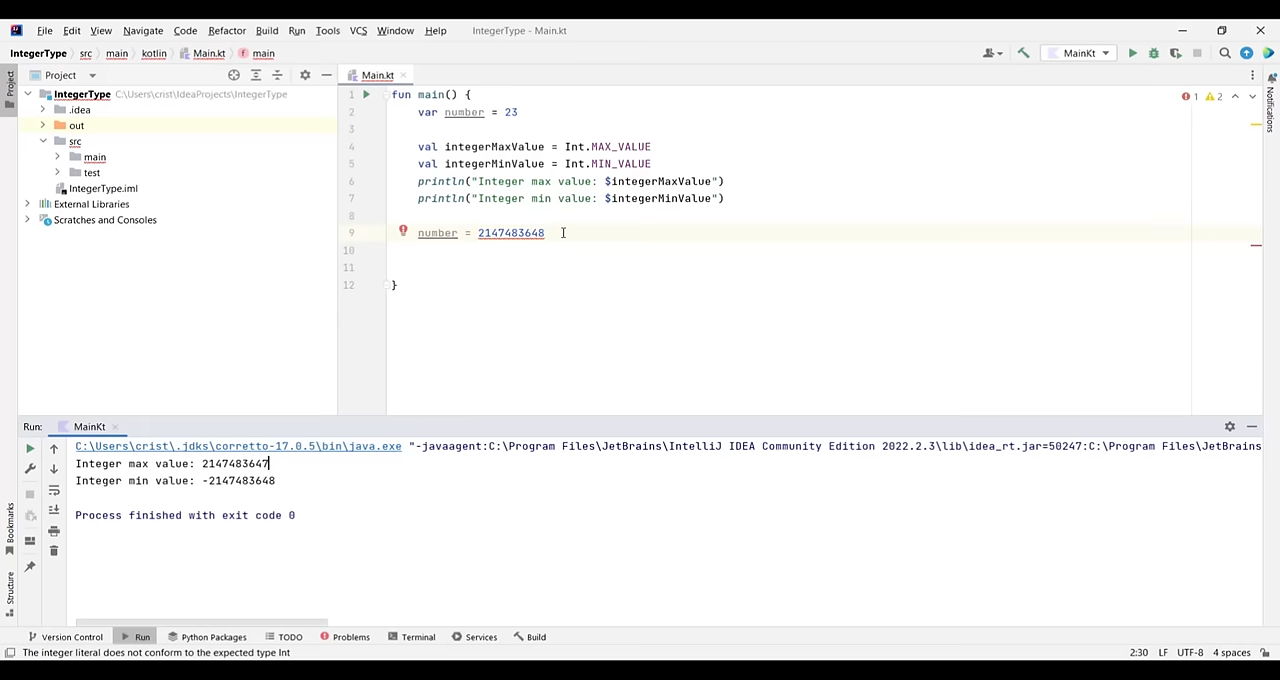 File Edit View Navigate Code Refactor Build Run Tools VCS Window Help IntegerType - Main.kt
IntegerType src main kotlin Main.kt main MainKt
Project Project Main.kt
IntegerType C:\Users\crist\IdeaProjects\IntegerType
.idea
out
src
main
test
IntegerType.iml
External Libraries
Scratches and Consoles
Notifications
1 2
1 fun main() {
2 var number = 23
3
4 val integerMaxValue = Int.MAX_VALUE
5 val integerMinValue = Int.MIN_VALUE
6 println("Integer max value: $integerMaxValue")
7 println("Integer min value: $integerMinValue")
8
9 number = 2147483648
10
11
12 }
Run: MainKt
C:\Users\crist\.jdks\corretto-17.0.5\bin\java.exe "-javaagent:C:\Program Files\JetBrains\IntelliJ IDEA Community Edition 2022.2.3\lib\idea_rt.jar=50247:C:\Program Files\JetBrains
Integer max value: 2147483647
Integer min value: -2147483648
Process finished with exit code 0
Bookmarks
Structure
Version Control Run Python Packages TODO Problems Terminal Services Build
The integer literal does not conform to the expected type Int 2:30 LF UTF-8 4 spaces